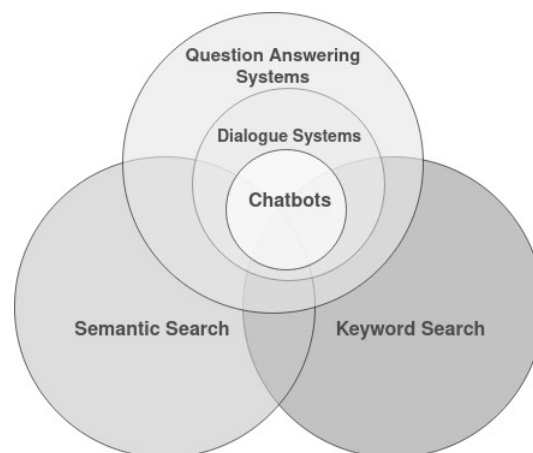 Question Answering
Systems
Dialogue Systems
Chatbots
Semantic Search
Keyword Search